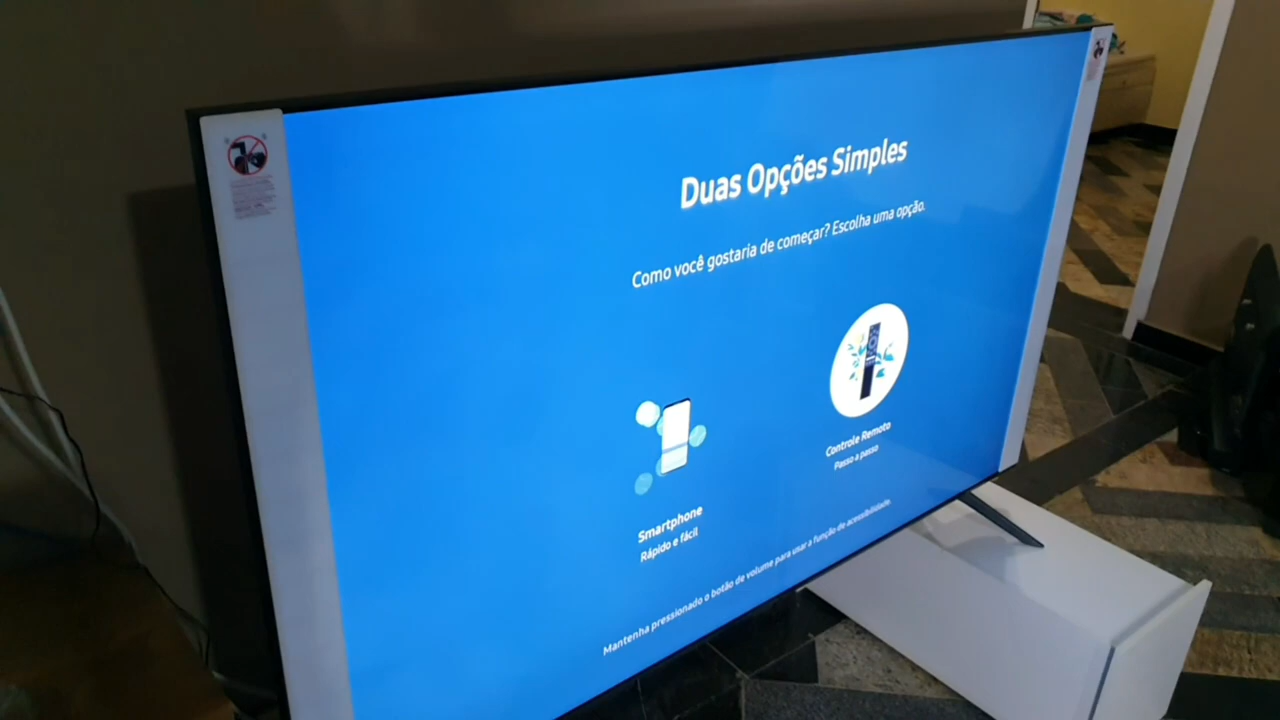 Duas Opções Simples
Como você gostaria de começar? Escolha uma opção.
Controle Remoto
Passo a passo
Smartphone
Rápido e fácil
Mantenha pressionado o botão de volume para usar a função de acessibilidade.